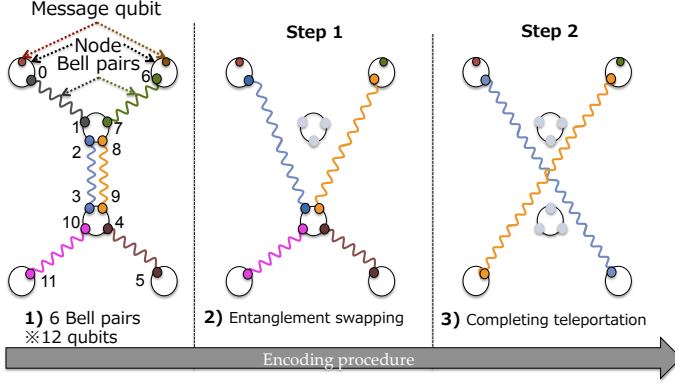 Message qubit
Node
Bell pairs
0
6
1
7
2
8
3
9
10
4
11
5
1) 6 Bell pairs
※12 qubits
Step 1
2) Entanglement swapping
Step 2
3) Completing teleportation
Encoding procedure